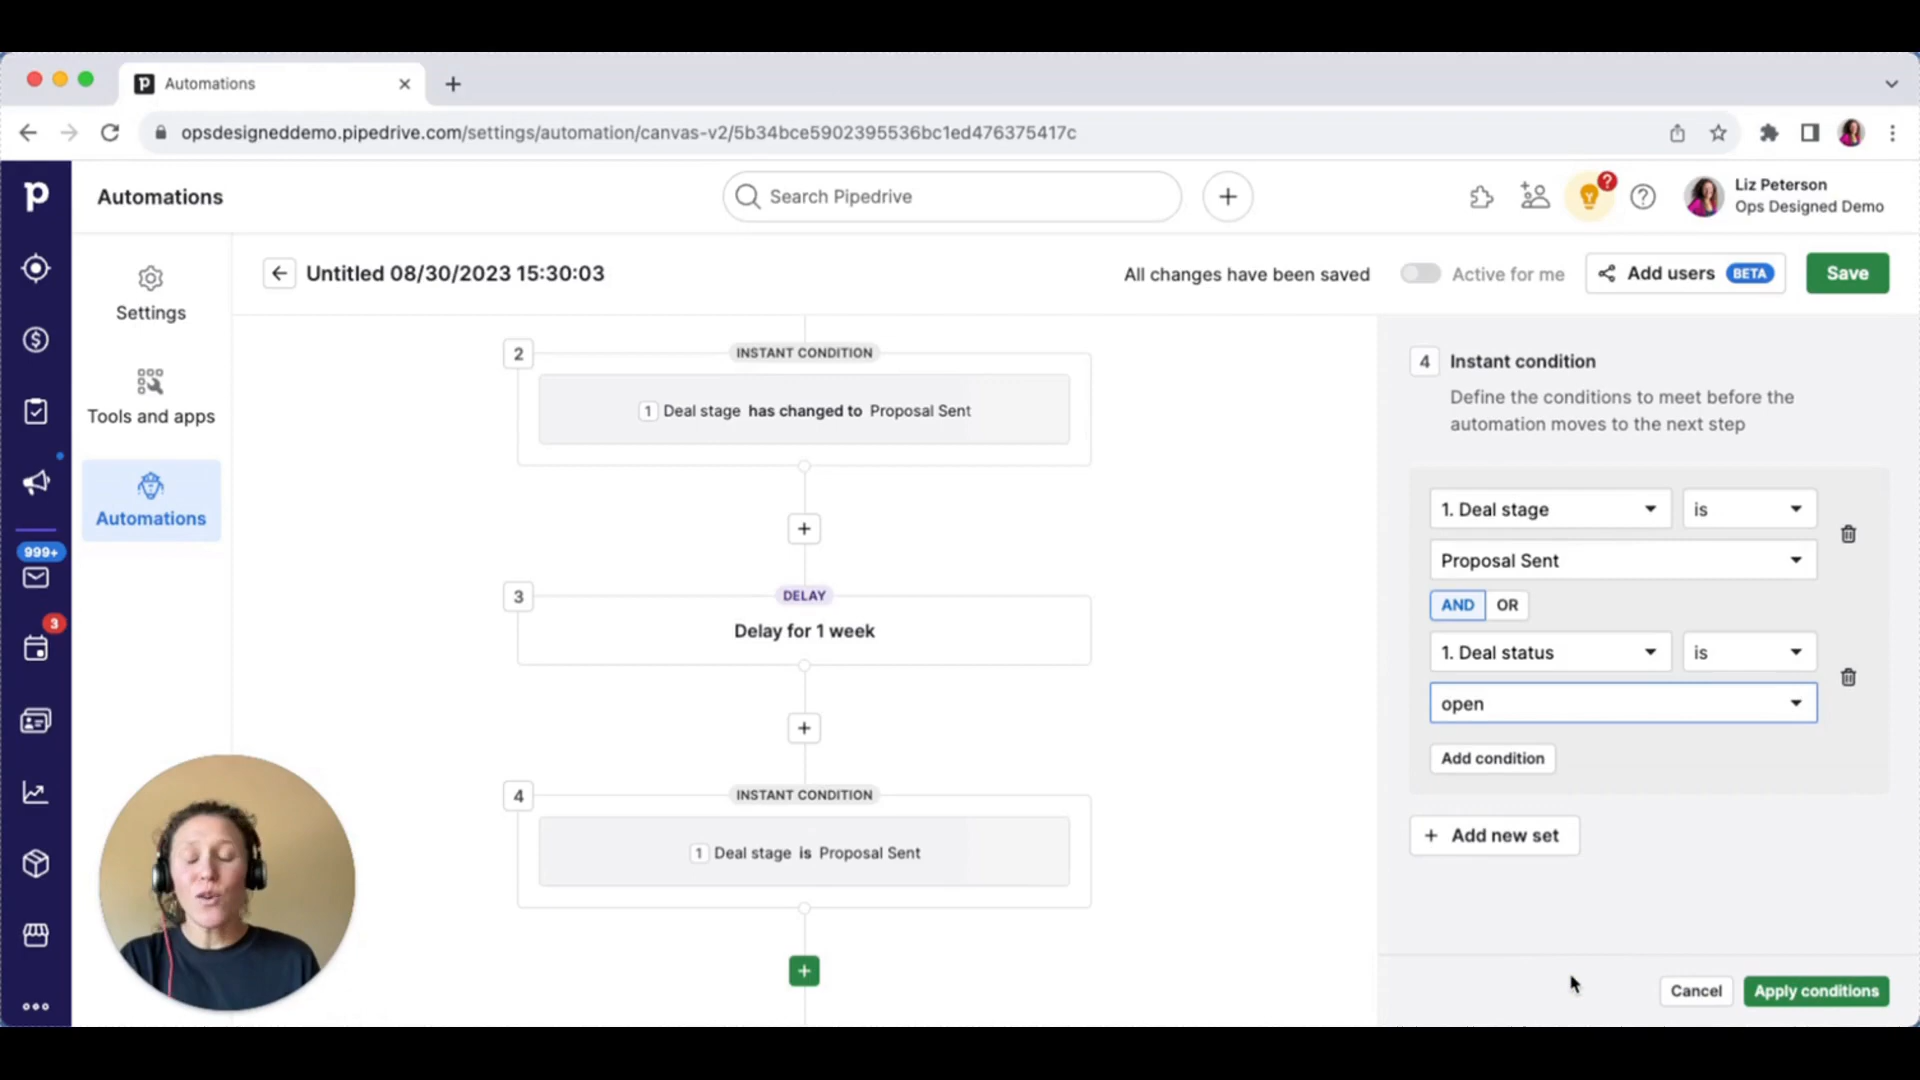 Automations
opsdesigneddemo.pipedrive.com/settings/automation/canvas-v2/5b34bce5902395536bc1ed476375417c
p
Automations
Search Pipedrive
?
Liz Peterson
Ops Designed Demo
Settings
Tools and apps
Automations
999+
3
Untitled 08/30/2023 15:30:03
All changes have been saved
Active for me
Add users BETA
Save
2
INSTANT CONDITION
1 Deal stage has changed to Proposal Sent
3
DELAY
Delay for 1 week
4
INSTANT CONDITION
1 Deal stage is Proposal Sent
4 Instant condition
Define the conditions to meet before the
automation moves to the next step
1. Deal stage is
Proposal Sent
AND OR
1. Deal status is
open
Add condition
+ Add new set
Cancel Apply conditions